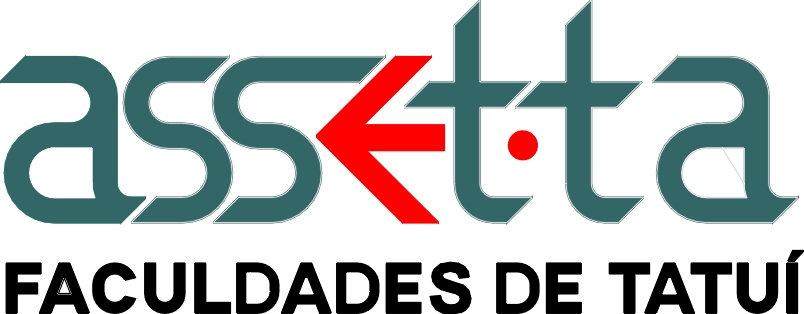 assetta
FACULDADES DE TATUÍ